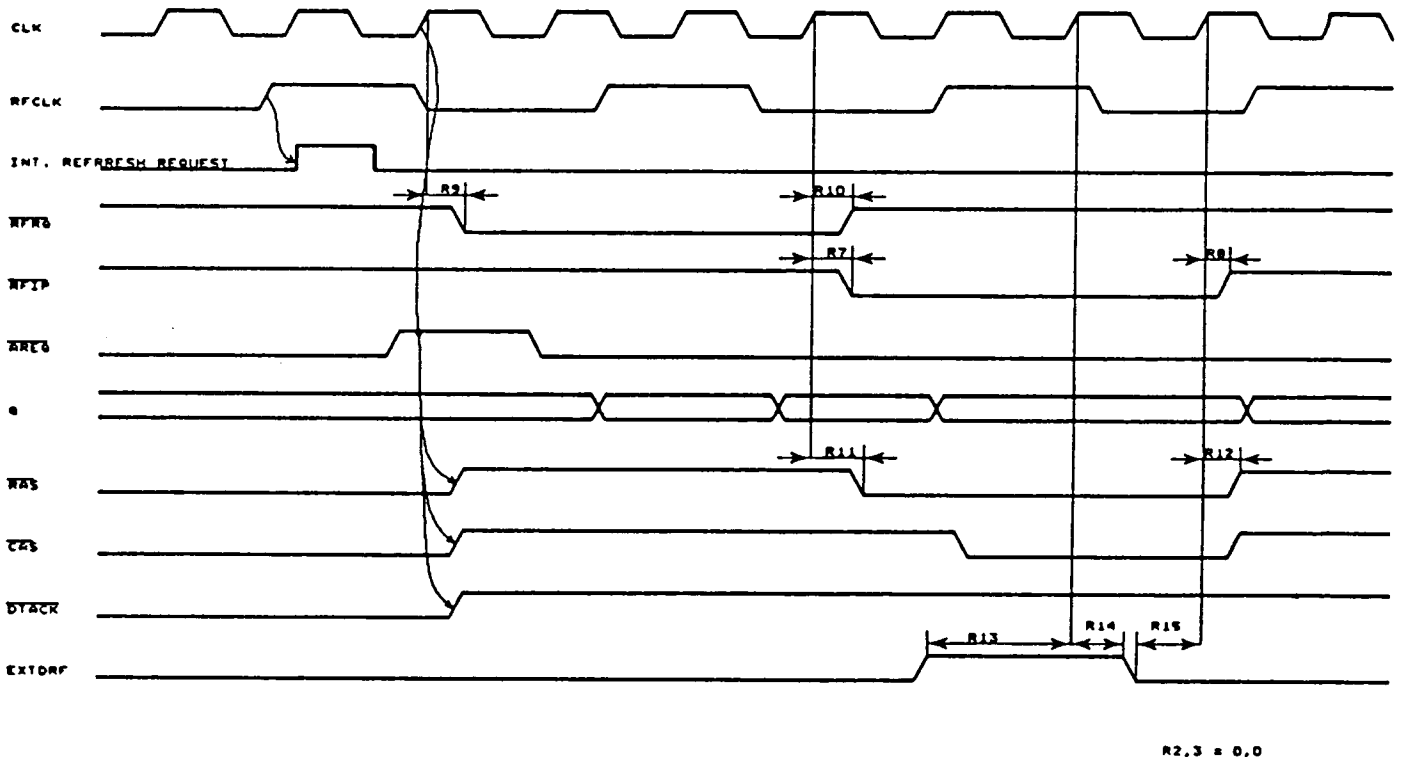 CLK
RFCLK
INT. REFRRESH REQUEST
R9
R10
RFRQ
R7
R8
RFIP
AREQ
Q
R11
R12
RAS
CAS
DTACK
R13
R14
R15
EXTDRF
R2,3 = 0,0